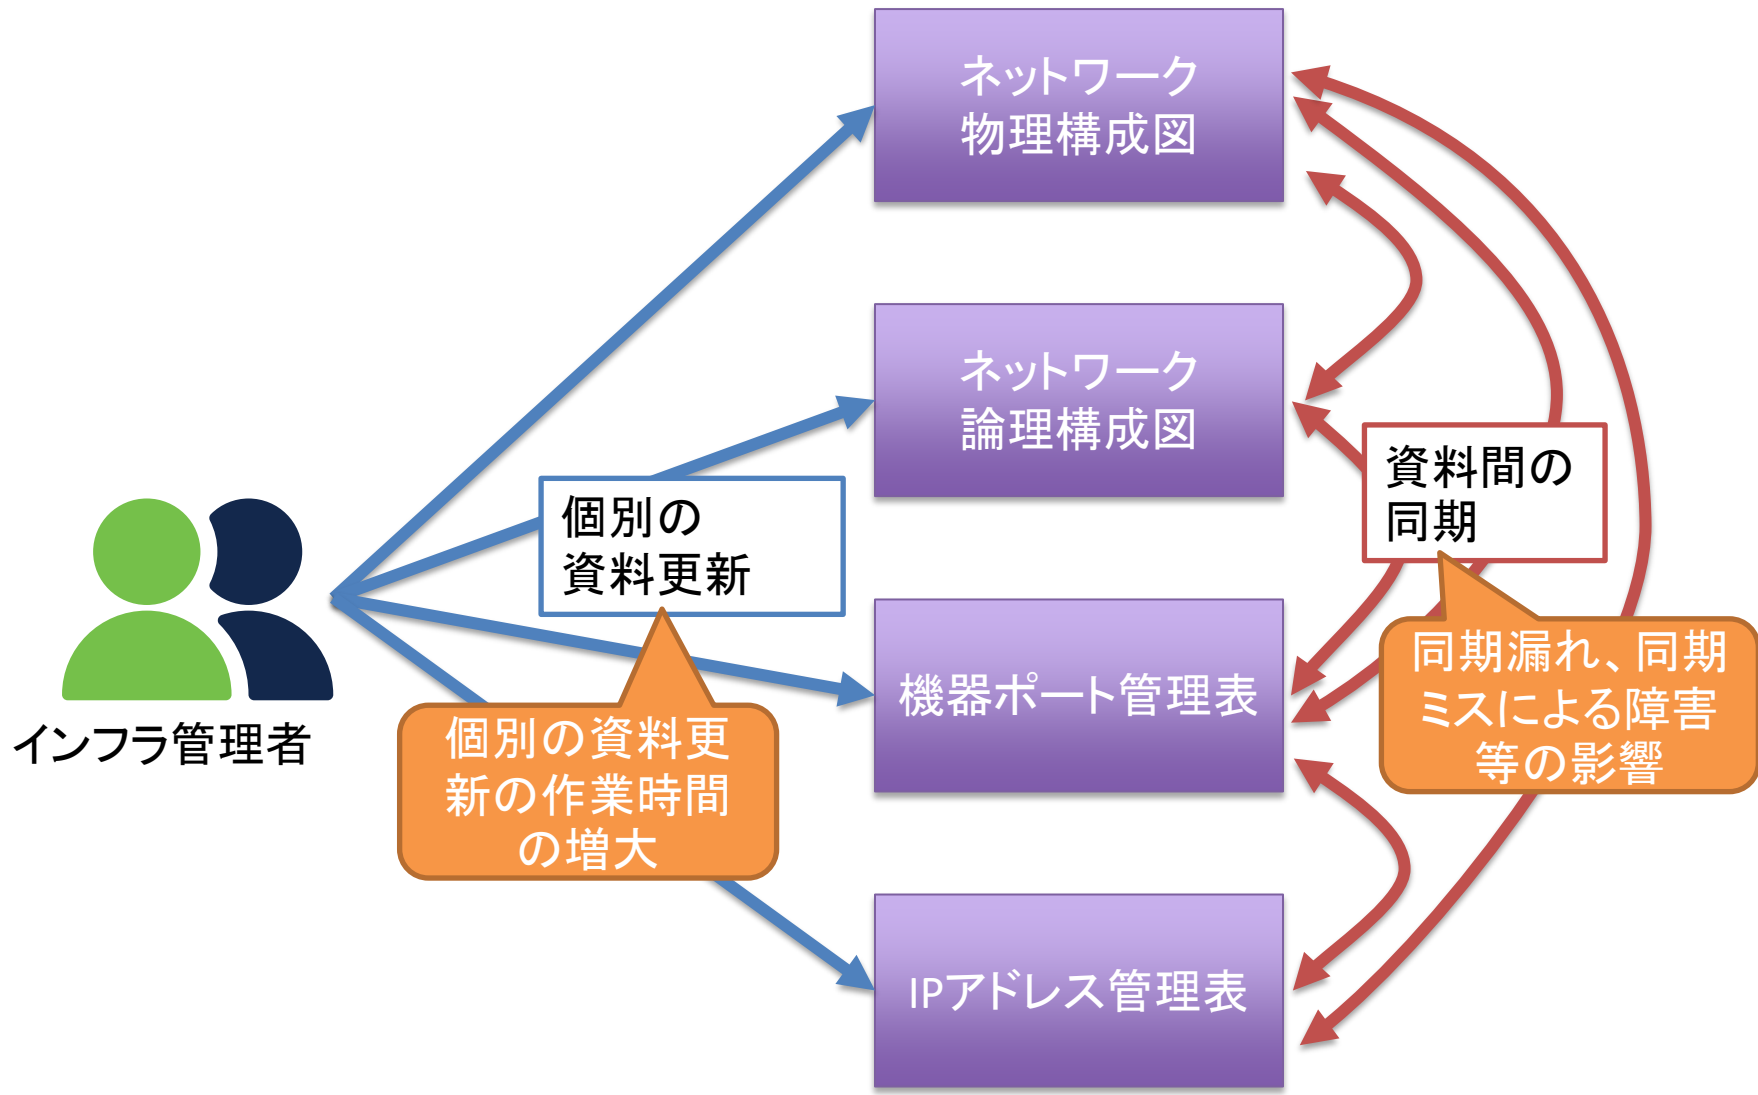 ネットワーク
物理構成図
ネットワーク
論理構成図
資料間の
同期
個別の
資料更新
機器ポート管理表
同期漏れ、同期
ミスによる障害
等の影響
インフラ管理者
個別の資料更
新の作業時間
の増大
IPアドレス管理表